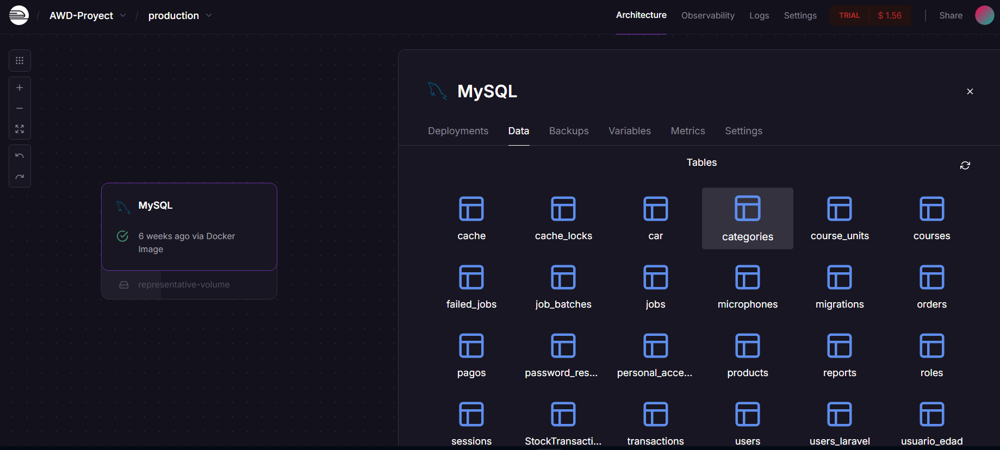 / AWD-Proyect / production
Architecture Observability Logs Settings TRIAL $ 1.56 Share
MySQL
Deployments Data Backups Variables Metrics Settings
Tables
MySQL
6 weeks ago via Docker
Image
representative-volume
cache cache_locks car categories course_units courses
failed_jobs job_batches jobs microphones migrations orders
pagos password_res... personal_acce... products reports roles
sessions StockTransacti... transactions users users_laravel usuario_edad